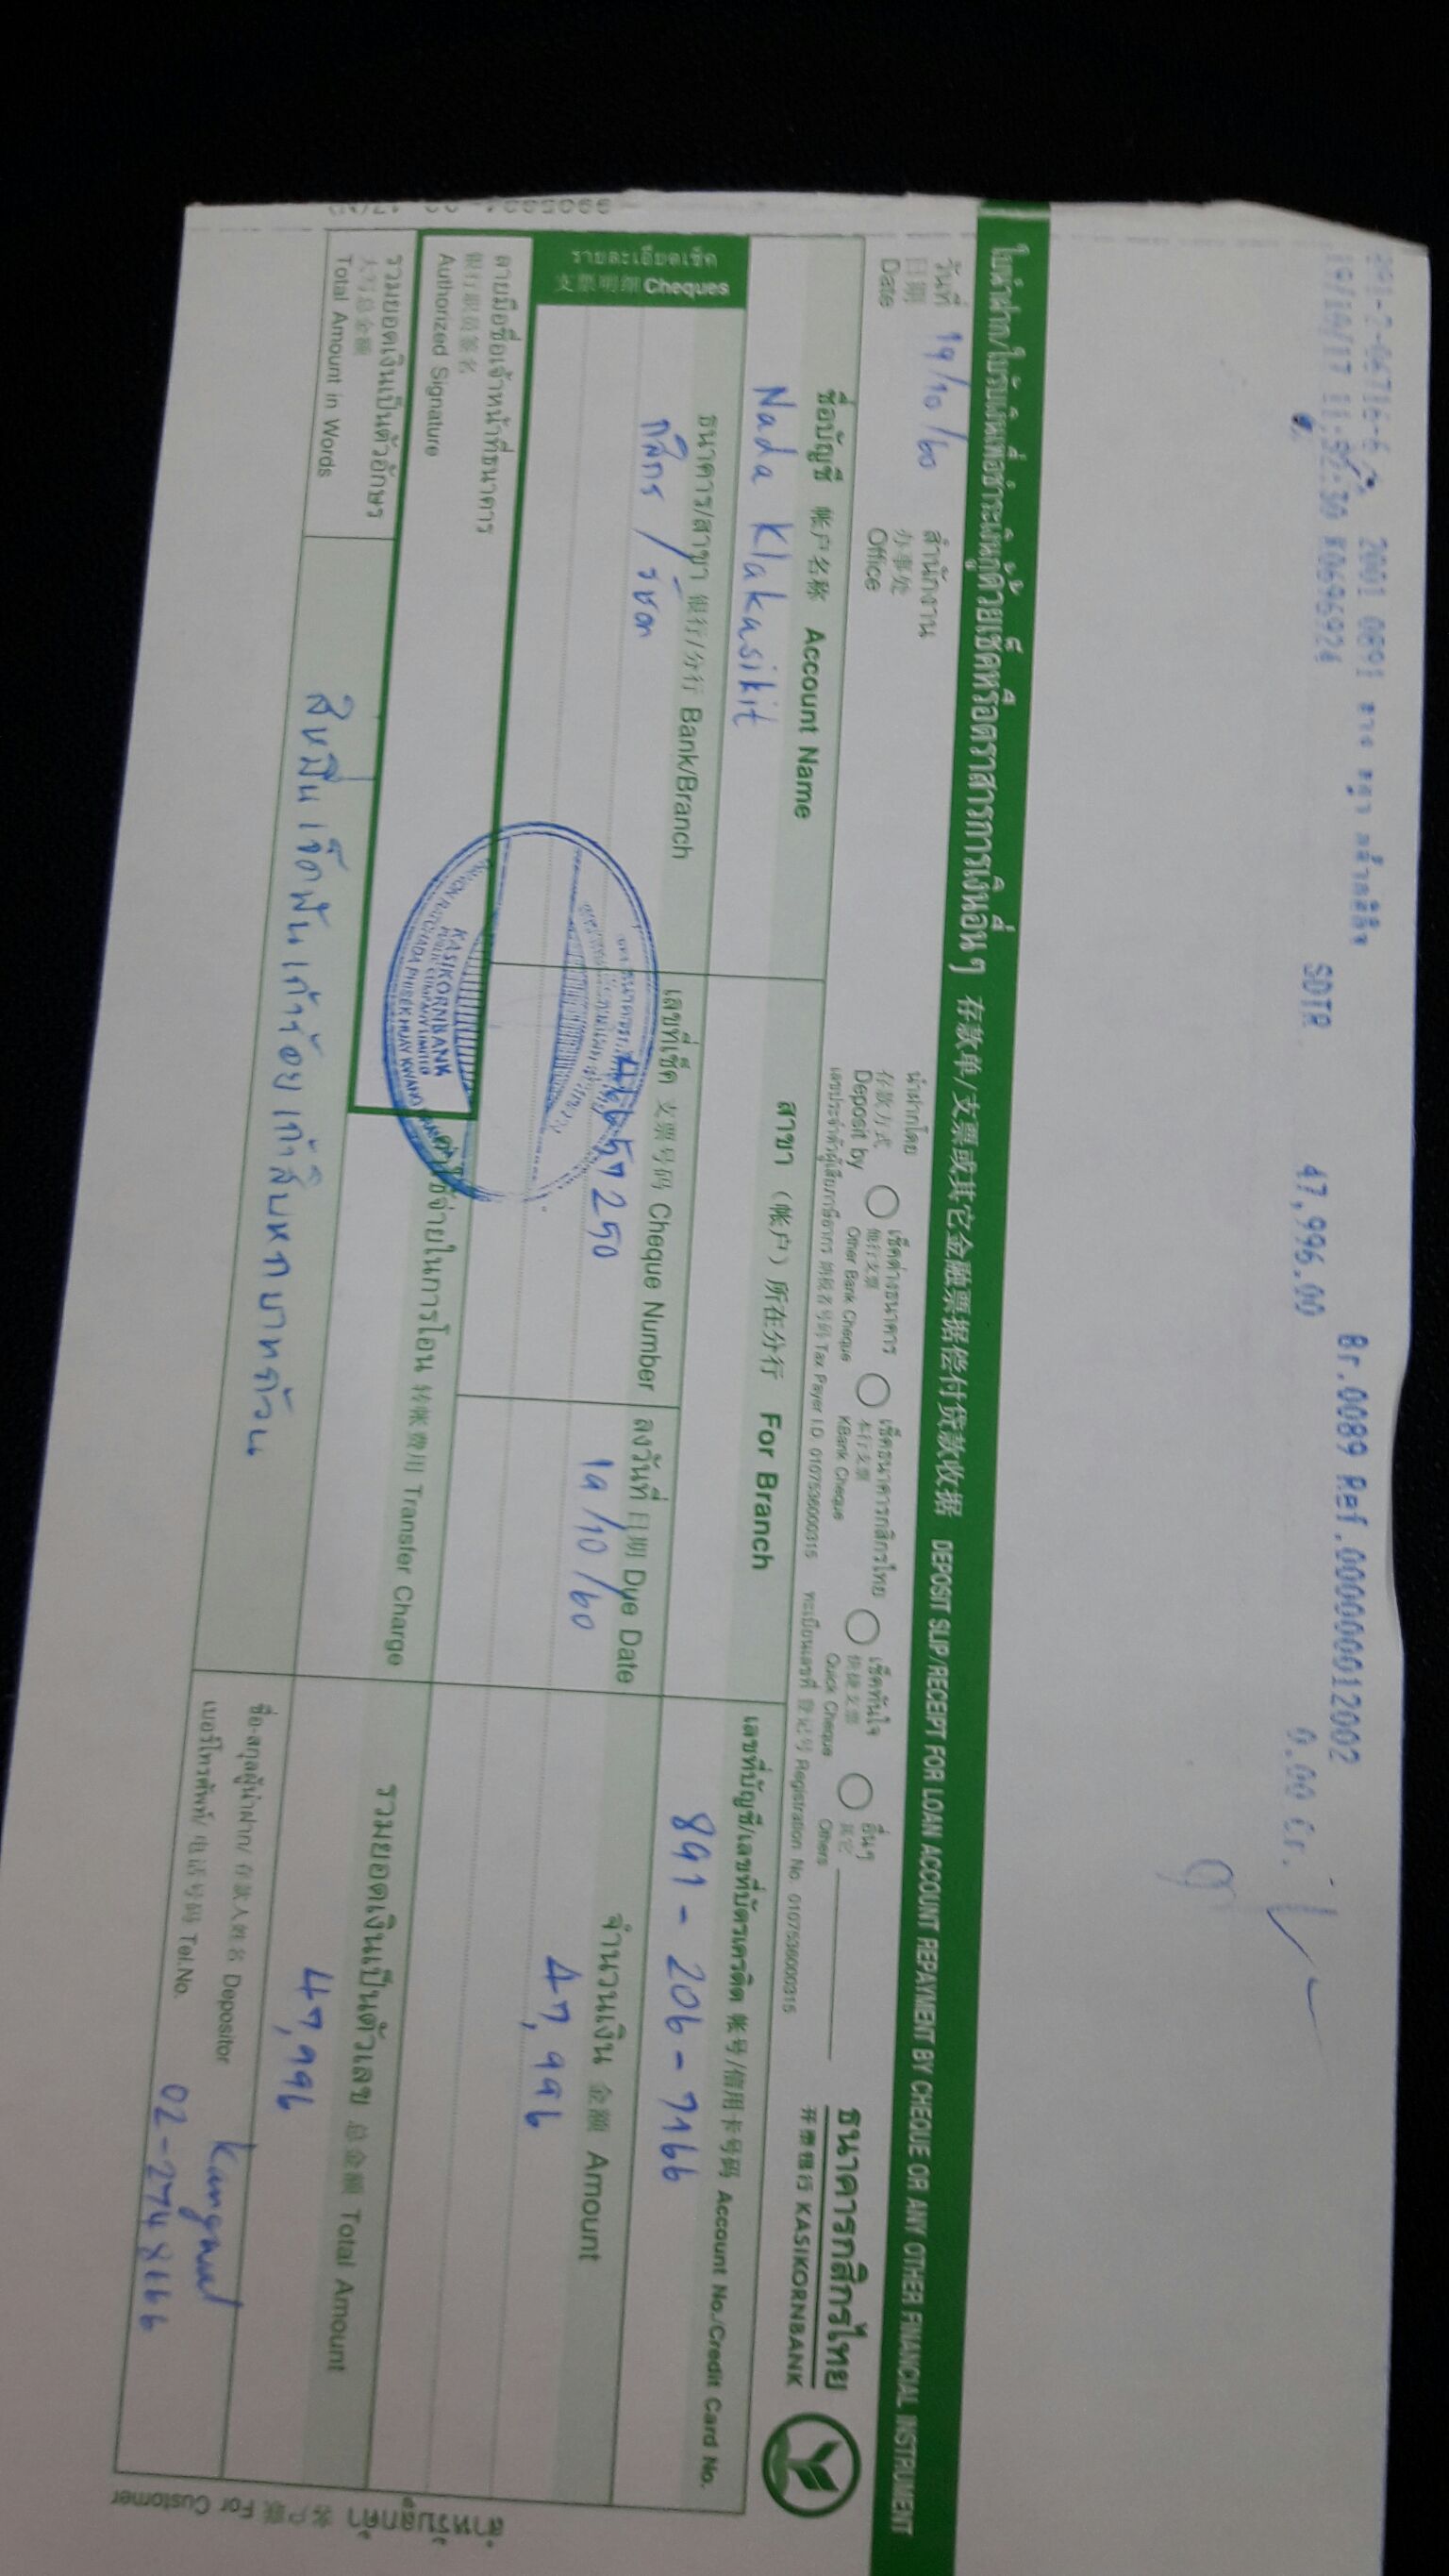 891-2-06716-6 2001 0891 นาง ชญา กล้ากสิกิจ Br.0089 Ref.000000012002
19/10/17 11:52:30 K0696924 SDTR 47,996.00 0.00 Cr.
ใบนำฝาก/ใบรับเงินเพื่อชำระเงินกู้ด้วยเช็คหรือตราสารการเงินอื่น ๆ 存款单/支票或其它金融票据偿付贷款收据 DEPOSIT SLIP/RECEIPT FOR LOAN ACCOUNT REPAYMENT BY CHEQUE OR ANY OTHER FINANCIAL INSTRUMENT
วันที่ 19/10/60
日期
Date
สำนักงาน
办事处
Office
นำฝากโดย
存款方式
Deposit by
เช็คต่างธนาคาร
他行支票
Other Bank Cheque
เช็คธนาคารกสิกรไทย
本行支票
KBank Cheque
เช็คทันใจ
快捷支票
Quick Cheque
อื่นๆ
其它
Others
เลขประจำตัวผู้เสียภาษีอากร 纳税者号码 Tax Payer I.D. 0107536000315 ทะเบียนเลขที่ 登记号 Registration No. 0107536000315
ธนาคารกสิกรไทย
开泰银行 KASIKORNBANK
ชื่อบัญชี 帐户名称 Account Name
Nada Klakasikit
สาขา （帐户）所在分行 For Branch
เลขที่บัญชี/เลขที่บัตรเครดิต 帐号/信用卡号码 Account No./Credit Card No.
891 - 206 - 7166
รายละเอียดเช็ค
支票明细 Cheques
ธนาคาร/สาขา 银行/分行 Bank/Branch
กสิกร / รัชดา
เลขที่เช็ค 支票号码 Cheque Number
46657250
ลงวันที่ 日期 Due Date
19/10/60
จำนวนเงิน 金额 Amount
47,996
ลายมือชื่อเจ้าหน้าที่ธนาคาร
银行职员签名
Authorized Signature
KASIKORNBANK
PUBLIC COMPANY LIMITED
THANON RATCHADA PHISEK HUAY KWANG BRANCH
ค่าใช้จ่ายในการโอน 转帐费用 Transfer Charge
รวมยอดเงินเป็นตัวเลข 总金额 Total Amount
47,996
รวมยอดเงินเป็นตัวอักษร
大写总金额
Total Amount in Words
สี่หมื่นเจ็ดพันเก้าร้อยเก้าสิบหกบาทถ้วน
ชื่อ-สกุลผู้นำฝาก/ 存款人姓名 Depositor Kangwal
เบอร์โทรศัพท์/ 电话号码 Tel.No. 02-2748166
สำหรับลูกค้า 客户联 For Customer